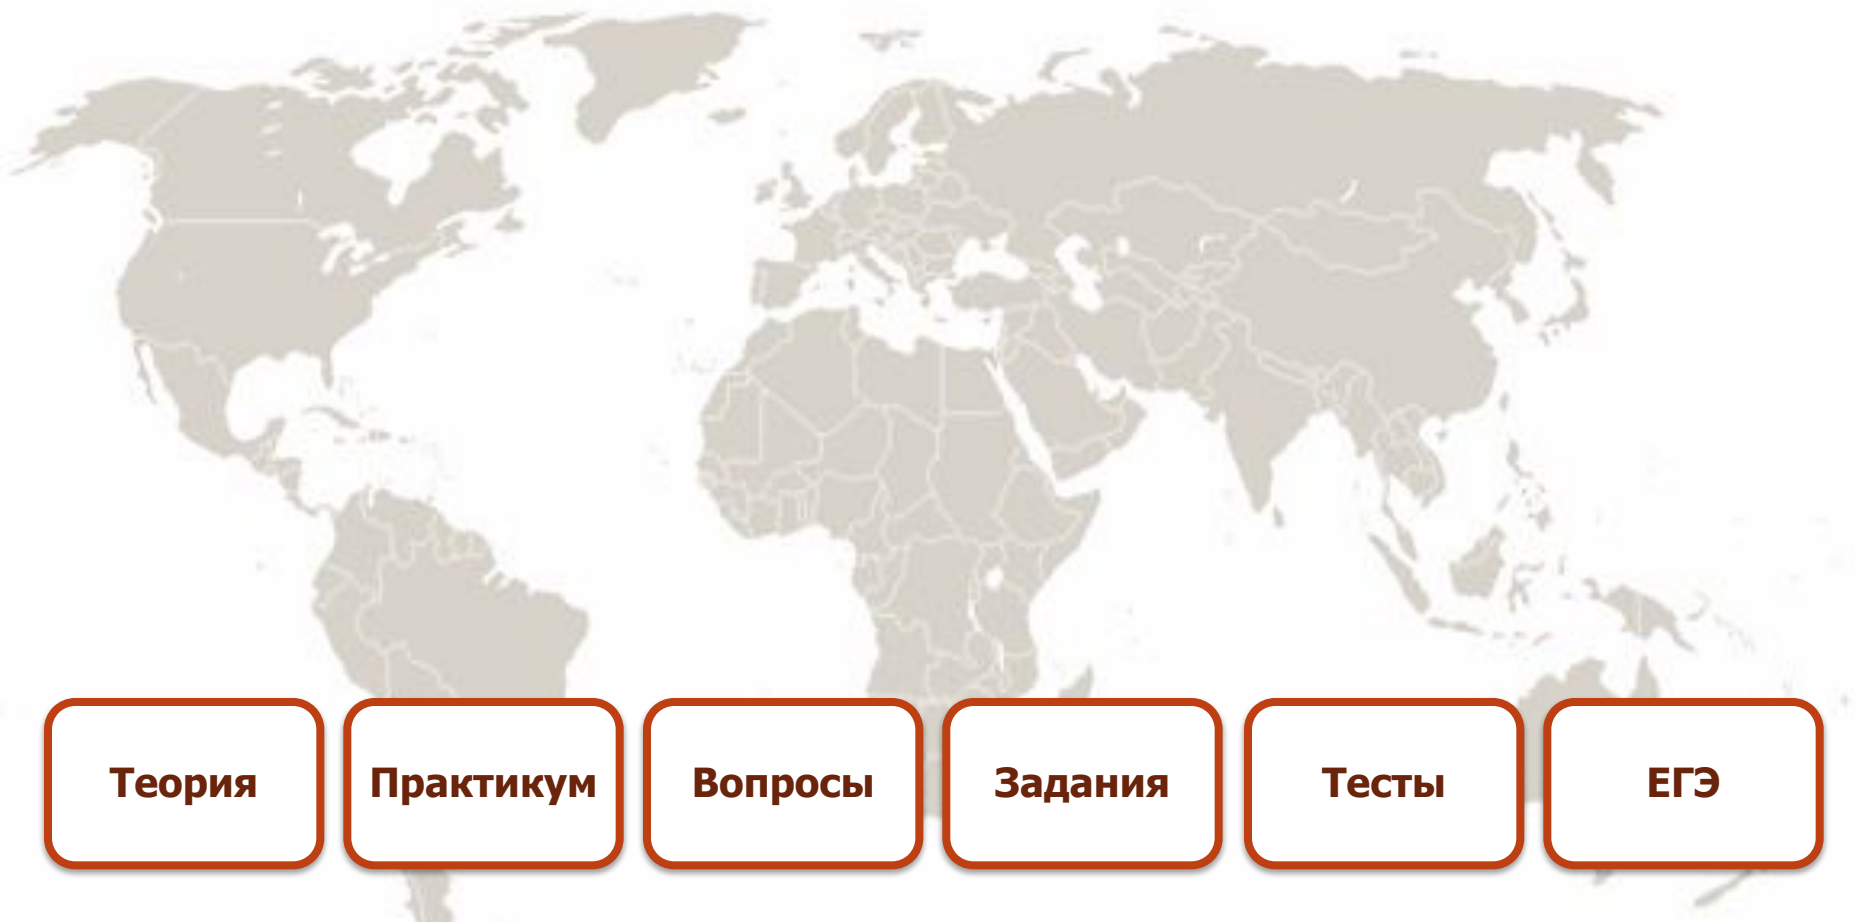 Теория
Практикум
Вопросы
Задания
Тесты
ЕГЭ